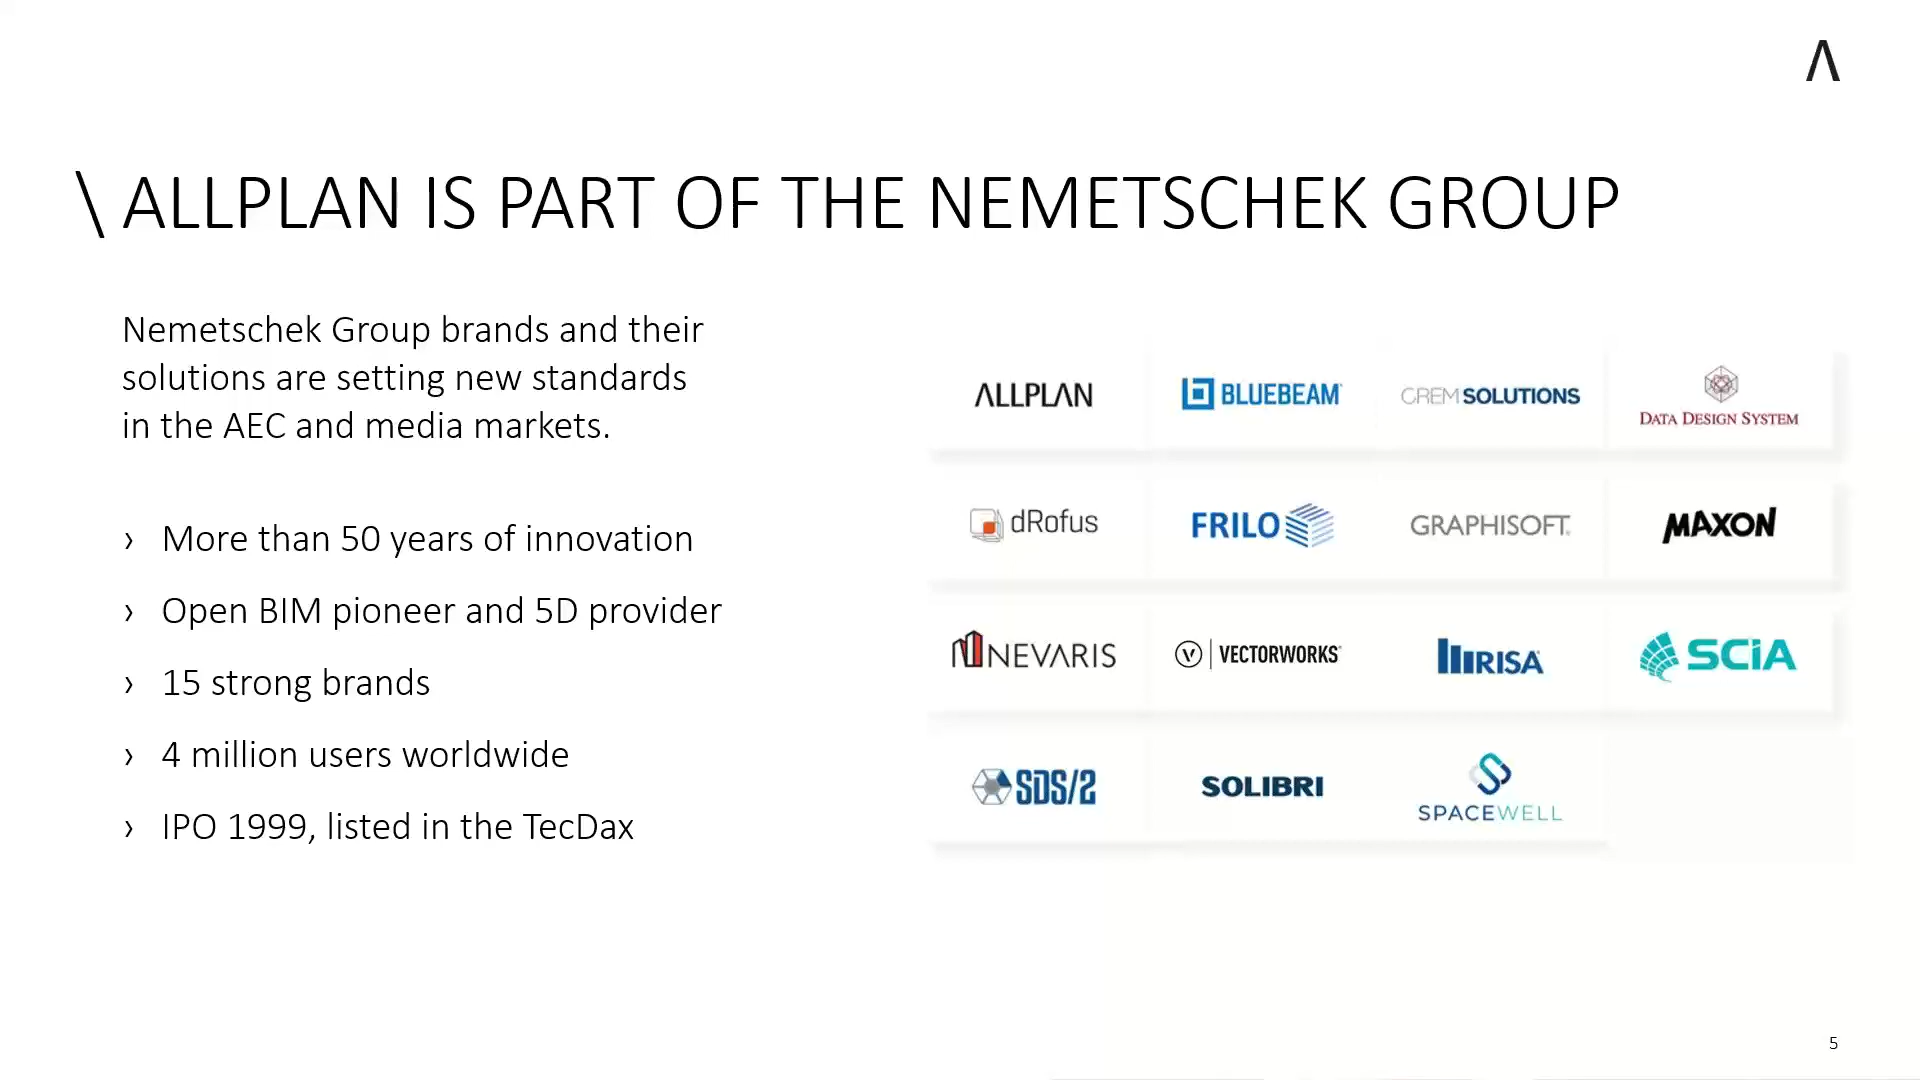 \ ALLPLAN IS PART OF THE NEMETSCHEK GROUP
Nemetschek Group brands and their
solutions are setting new standards
in the AEC and media markets.
› More than 50 years of innovation
› Open BIM pioneer and 5D provider
› 15 strong brands
› 4 million users worldwide
› IPO 1999, listed in the TecDax
ALLPLAN
BLUEBEAM
CREM SOLUTIONS
DATA DESIGN SYSTEM
dRofus
FRILO
GRAPHISOFT
MAXON
NEVARIS
VECTORWORKS
RISA
SCIA
SDS/2
SOLIBRI
SPACEWELL
5